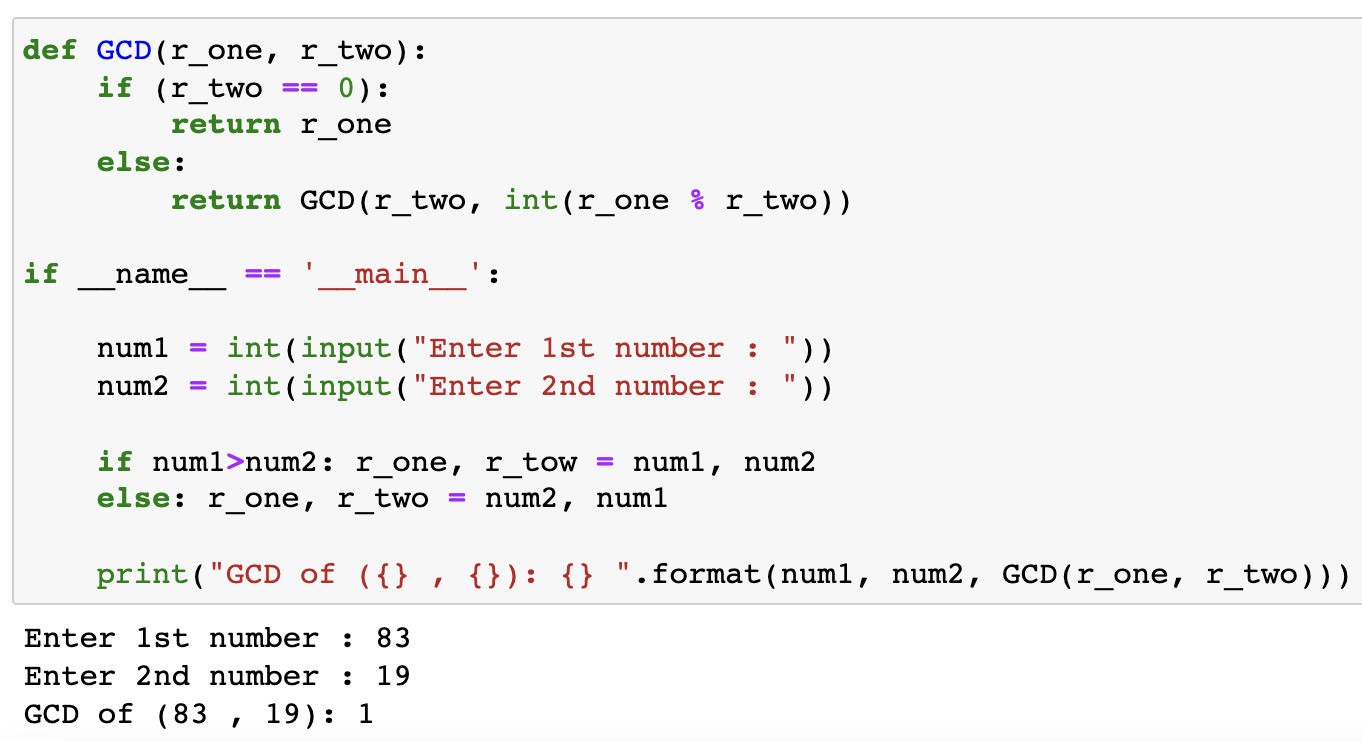 def GCD(r_one, r_two):
    if (r_two == 0):
        return r_one
    else:
        return GCD(r_two, int(r_one % r_two))

if __name__ == '__main__':

    num1 = int(input("Enter 1st number : "))
    num2 = int(input("Enter 2nd number : "))

    if num1>num2: r_one, r_tow = num1, num2
    else: r_one, r_two = num2, num1

    print("GCD of ({} , {}): {} ".format(num1, num2, GCD(r_one, r_two)))
Enter 1st number : 83
Enter 2nd number : 19
GCD of (83 , 19): 1